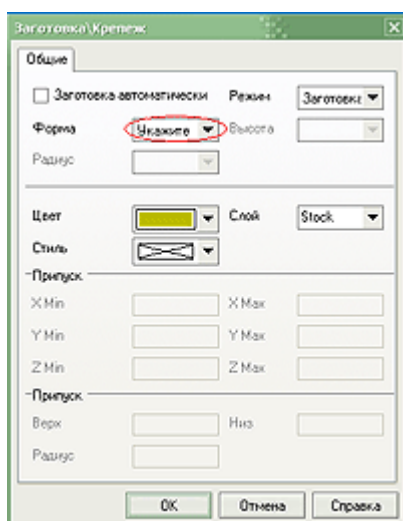 Заготовка\Крепеж
Общие
Заготовка автоматически Режим Заготовка
Форма Укажите Высота
Радиус
Цвет Слой Stock
Стиль
Припуск
X Min X Max
Y Min Y Max
Z Min Z Max
Припуск
Верх Низ
Радиус
OK Отмена Справка